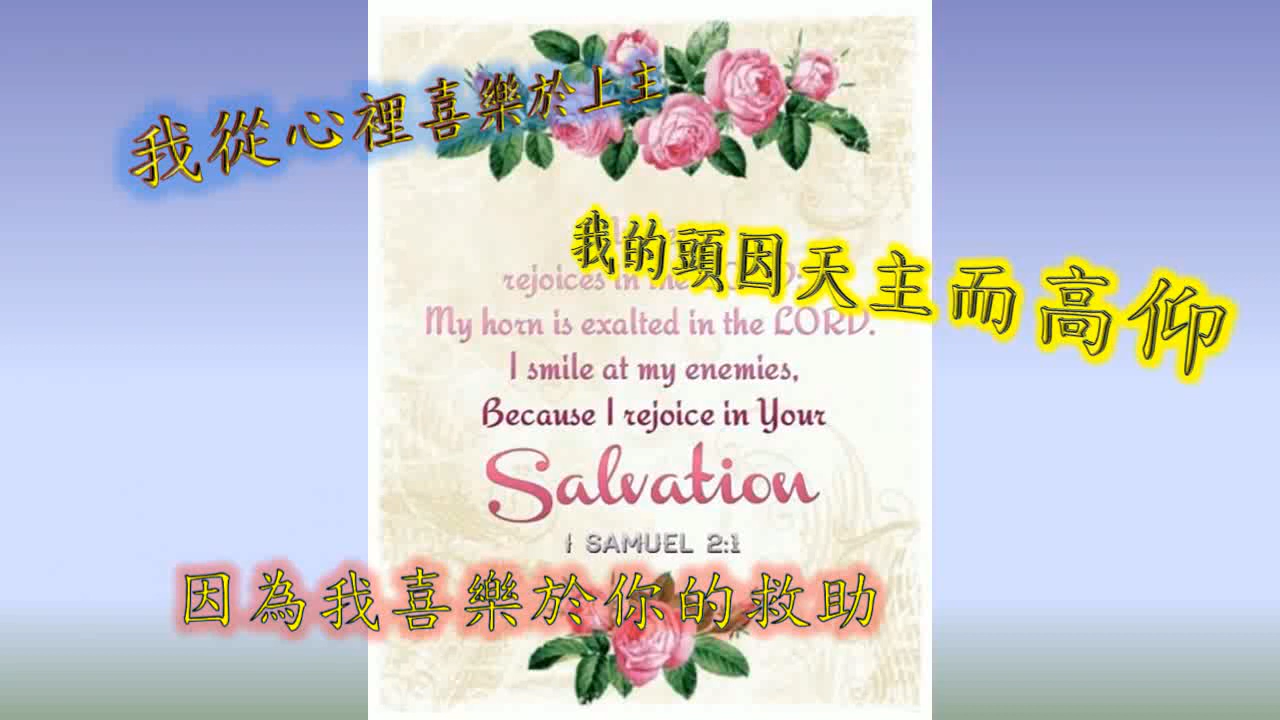 我從心裡喜樂於上主
我的頭因天主而高仰
rejoices in the
My horn is exalted in the LORD.
I smile at my enemies,
Because I rejoice in Your
Salvation
1 SAMUEL 2:1
因為我喜樂於你的救助